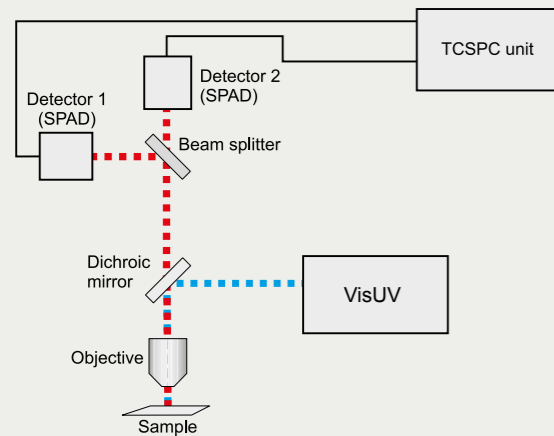 TCSPC unit
Detector 2
(SPAD)
Detector 1
(SPAD)
Beam splitter
Dichroic
mirror
VisUV
Objective
Sample